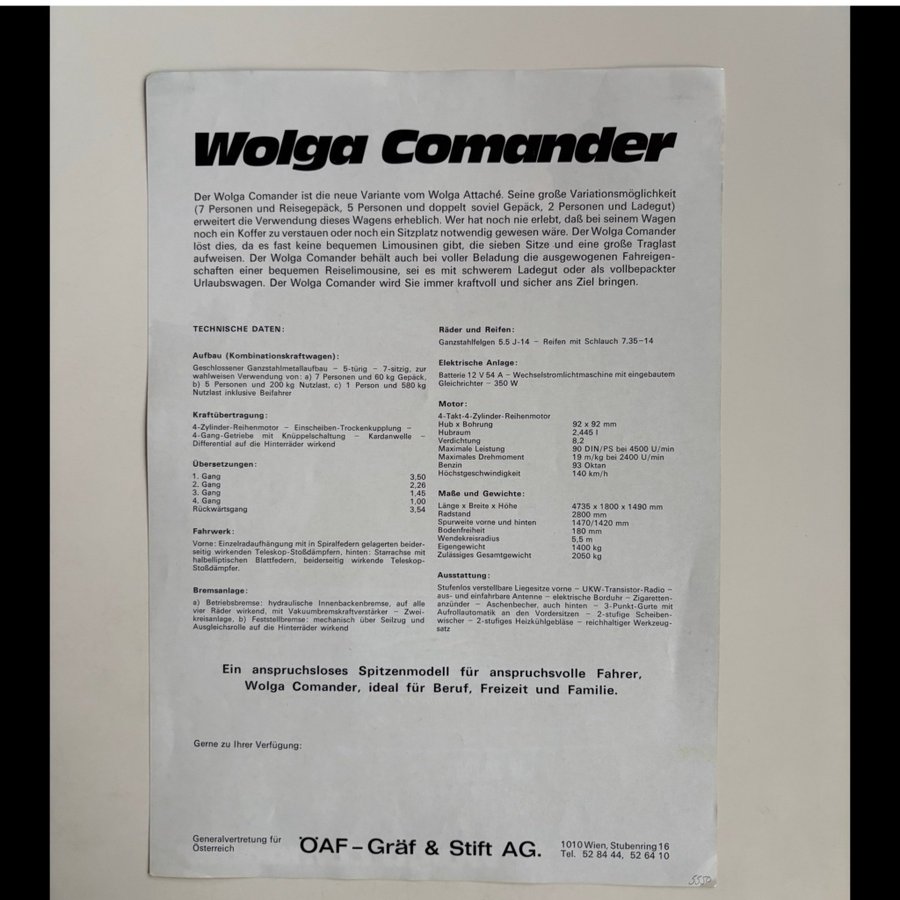 Wolga Comander
Der Wolga Comander ist die neue Variante vom Wolga Attaché. Seine große Variationsmöglichkeit
(7 Personen und Reisegepäck, 5 Personen und doppelt soviel Gepäck, 2 Personen und Ladegut)
erweitert die Verwendung dieses Wagens erheblich. Wer hat noch nie erlebt, daß bei seinem Wagen
noch ein Koffer zu verstauen oder noch ein Sitzplatz notwendig gewesen wäre. Der Wolga Comander
löst dies, da es fast keine bequemen Limousinen gibt, die sieben Sitze und eine große Traglast
aufweisen. Der Wolga Comander behält auch bei voller Beladung die ausgewogenen Fahreigen-
schaften einer bequemen Reiselimousine, sei es mit schwerem Ladegut oder als vollbepackter
Urlaubswagen. Der Wolga Comander wird Sie immer kraftvoll und sicher ans Ziel bringen.
TECHNISCHE DATEN:
Aufbau (Kombinationskraftwagen):
Geschlossener Ganzstahlmetallaufbau – 5-türig – 7-sitzig, zur
wahlweisen Verwendung von: a) 7 Personen und 60 kg Gepäck,
b) 5 Personen und 200 kg Nutzlast, c) 1 Person und 580 kg
Nutzlast inklusive Beifahrer
Kraftübertragung:
4-Zylinder-Reihenmotor – Einscheiben-Trockenkupplung –
4-Gang-Getriebe mit Knüppelschaltung – Kardanwelle –
Differential auf die Hinterräder wirkend
Übersetzungen:
1. Gang 3,50
2. Gang 2,26
3. Gang 1,45
4. Gang 1,00
Rückwärtsgang 3,54
Fahrwerk:
Vorne: Einzelradaufhängung mit in Spiralfedern gelagerten beider-
seitig wirkenden Teleskop-Stoßdämpfern, hinten: Starrachse mit
halbelliptischen Blattfedern, beiderseitig wirkende Teleskop-
Stoßdämpfer.
Bremsanlage:
a) Betriebsbremse: hydraulische Innenbackenbremse, auf alle
vier Räder wirkend, mit Vakuumbremskraftverstärker – Zwei-
kreisanlage, b) Feststellbremse: mechanisch über Seilzug und
Ausgleichsrolle auf die Hinterräder wirkend
Räder und Reifen:
Ganzstahlfelgen 5.5 J-14 – Reifen mit Schlauch 7.35–14
Elektrische Anlage:
Batterie 12 V 54 A – Wechselstromlichtmaschine mit eingebautem
Gleichrichter – 350 W
Motor:
4-Takt-4-Zylinder-Reihenmotor
Hub x Bohrung 92 x 92 mm
Hubraum 2.445 l
Verdichtung 8,2
Maximale Leistung 90 DIN/PS bei 4500 U/min
Maximales Drehmoment 19 m/kg bei 2400 U/min
Benzin 93 Oktan
Höchstgeschwindigkeit 140 km/h
Maße und Gewichte:
Länge x Breite x Höhe 4735 x 1800 x 1490 mm
Radstand 2800 mm
Spurweite vorne und hinten 1470/1420 mm
Bodenfreiheit 180 mm
Wendekreisradius 5,5 m
Eigengewicht 1400 kg
Zulässiges Gesamtgewicht 2050 kg
Ausstattung:
Stufenlos verstellbare Liegesitze vorne – UKW-Transistor-Radio –
aus- und einfahrbare Antenne – elektrische Borduhr – Zigaretten-
anzünder – Aschenbecher, auch hinten – 3-Punkt-Gurte mit
Aufrollautomatik an den Vordersitzen – 2-stufige Scheiben-
wischer – 2-stufiges Heizkühlgebläse – reichhaltiger Werkzeug-
satz
Ein anspruchsloses Spitzenmodell für anspruchsvolle Fahrer,
Wolga Comander, ideal für Beruf, Freizeit und Familie.
Gerne zu Ihrer Verfügung:
Generalvertretung für
Österreich
ÖAF – Gräf & Stift AG.
1010 Wien, Stubenring 16
Tel. 52 84 44, 52 64 10
5550